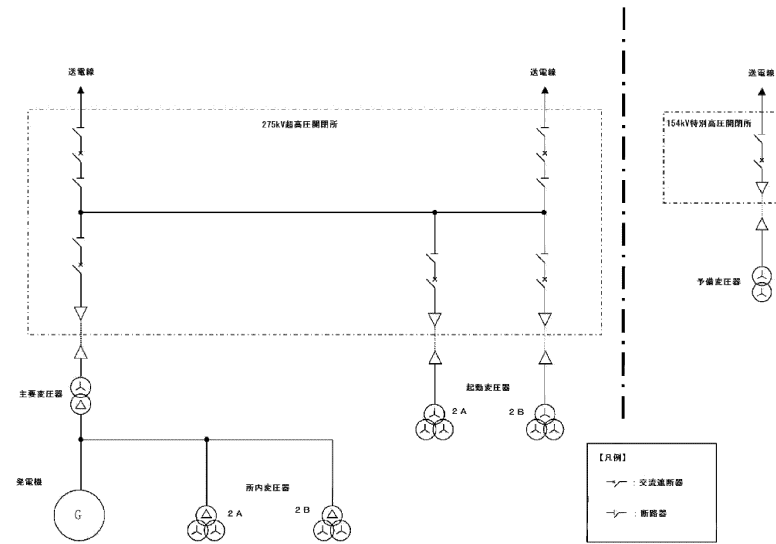 送電線
送電線
送電線
275kV超高圧開閉所
154kV特別高圧開閉所
予備変圧器
主要変圧器
起動変圧器
2A
2B
発電機
G
所内変圧器
2A
2B
【凡例】
：交流遮断器
：断路器